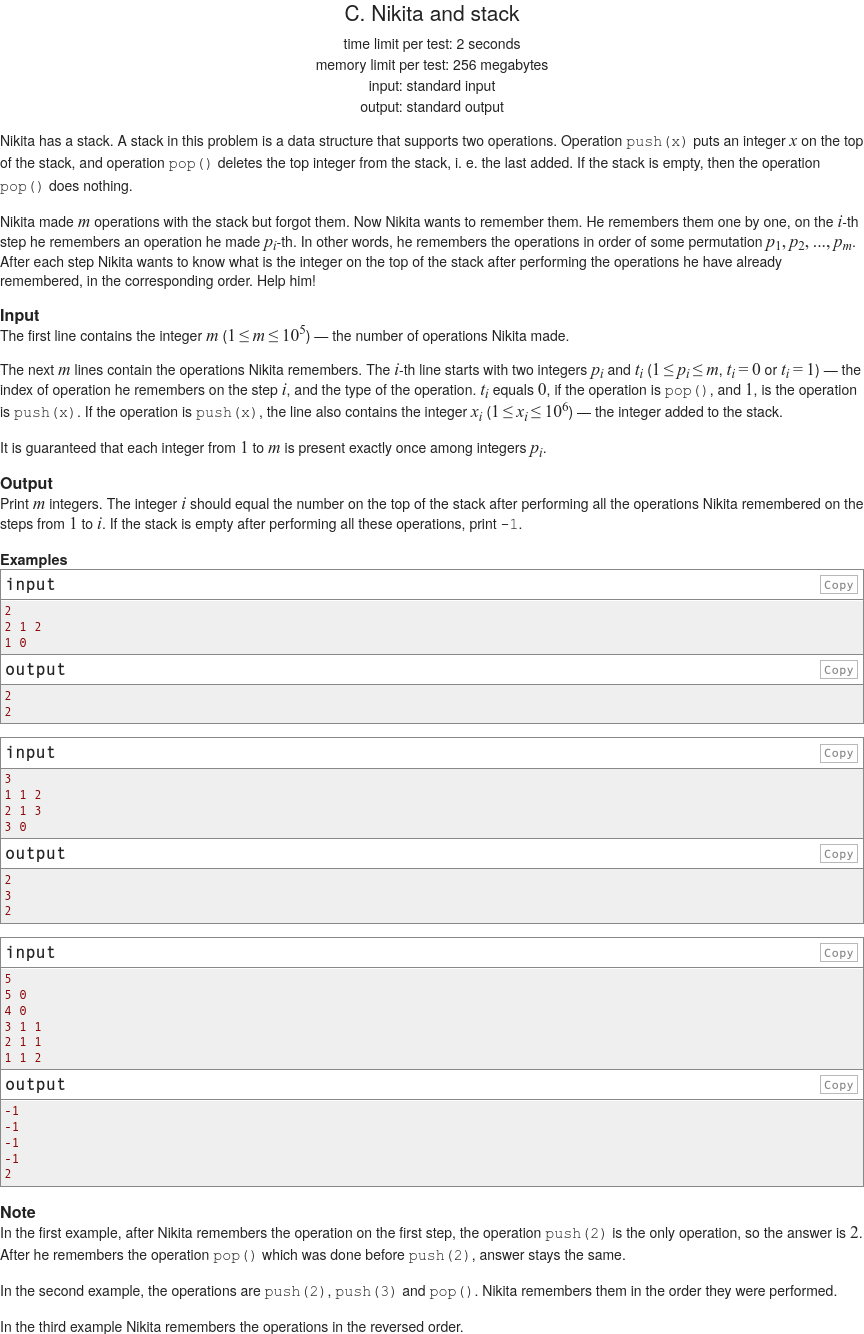 C. Nikita and stack
time limit per test: 2 seconds
memory limit per test: 256 megabytes
input: standard input
output: standard output
Nikita has a stack. A stack in this problem is a data structure that supports two operations. Operation push(x) puts an integer x on the top
of the stack, and operation pop() deletes the top integer from the stack, i. e. the last added. If the stack is empty, then the operation
pop() does nothing.
Nikita made m operations with the stack but forgot them. Now Nikita wants to remember them. He remembers them one by one, on the i-th
step he remembers an operation he made pi-th. In other words, he remembers the operations in order of some permutation p1, p2, ..., pm.
After each step Nikita wants to know what is the integer on the top of the stack after performing the operations he have already
remembered, in the corresponding order. Help him!
Input
The first line contains the integer m (1 ≤ m ≤ 10^5) — the number of operations Nikita made.
The next m lines contain the operations Nikita remembers. The i-th line starts with two integers pi and ti (1 ≤ pi ≤ m, ti = 0 or ti = 1) — the
index of operation he remembers on the step i, and the type of the operation. ti equals 0, if the operation is pop(), and 1, is the operation
is push(x). If the operation is push(x), the line also contains the integer xi (1 ≤ xi ≤ 10^6) — the integer added to the stack.
It is guaranteed that each integer from 1 to m is present exactly once among integers pi.
Output
Print m integers. The integer i should equal the number on the top of the stack after performing all the operations Nikita remembered on the
steps from 1 to i. If the stack is empty after performing all these operations, print -1.
Examples
input Copy
2
2 1 2
1 0
output Copy
2
2
input Copy
3
1 1 2
2 1 3
3 0
output Copy
2
3
2
input Copy
5
5 0
4 0
3 1 1
2 1 1
1 1 2
output Copy
-1
-1
-1
-1
2
Note
In the first example, after Nikita remembers the operation on the first step, the operation push(2) is the only operation, so the answer is 2.
After he remembers the operation pop() which was done before push(2), answer stays the same.
In the second example, the operations are push(2), push(3) and pop(). Nikita remembers them in the order they were performed.
In the third example Nikita remembers the operations in the reversed order.